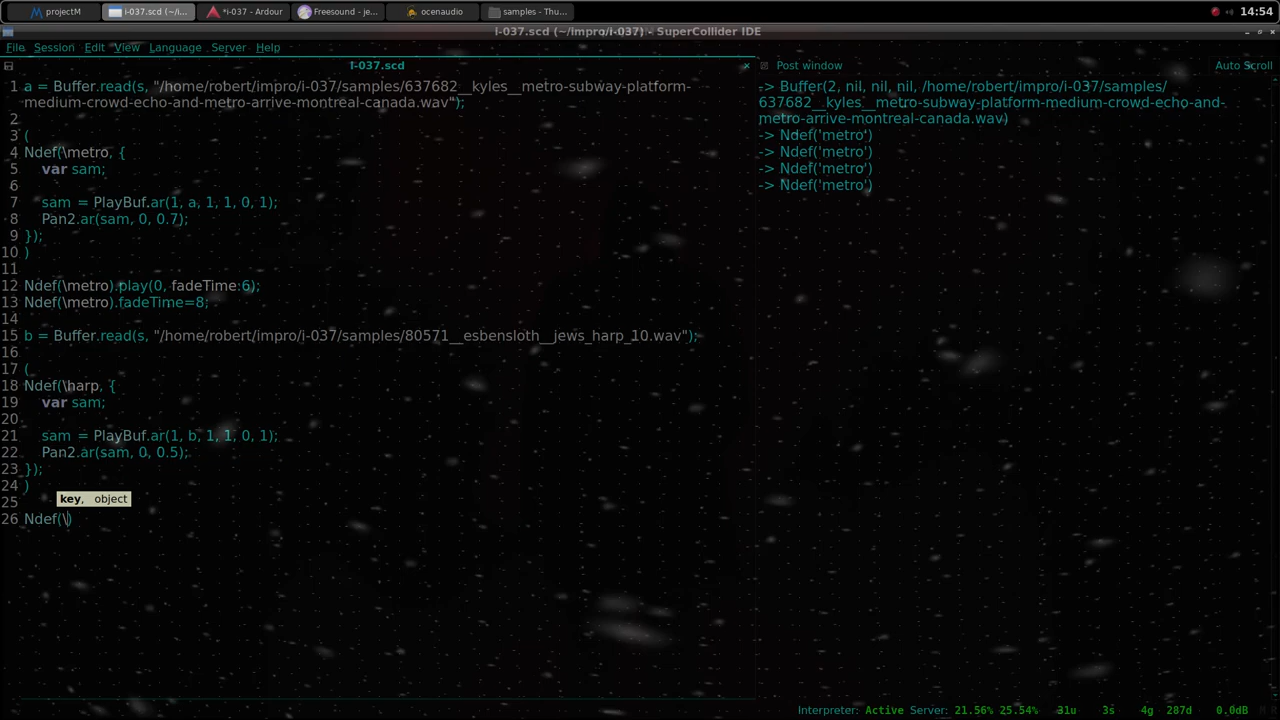 projectM
i-037.scd (~/i...
*i-037 - Ardour
Freesound - je...
ocenaudio
samples - Thu...
14:54
i-037.scd (~/impro/i-037) - SuperCollider IDE
File Session Edit View Language Server Help
i-037.scd
Post window
Auto Scroll
1 a = Buffer.read(s, "/home/robert/impro/i-037/samples/637682__kyles__metro-subway-platform-
medium-crowd-echo-and-metro-arrive-montreal-canada.wav");
2
3 (
4 Ndef(\metro, {
5 var sam;
6
7 sam = PlayBuf.ar(1, a, 1, 1, 0, 1);
8 Pan2.ar(sam, 0, 0.7);
9 });
10 )
11
12 Ndef(\metro).play(0, fadeTime:6);
13 Ndef(\metro).fadeTime=8;
14
15 b = Buffer.read(s, "/home/robert/impro/i-037/samples/80571__esbensloth__jews_harp_10.wav");
16
17 (
18 Ndef(\harp, {
19 var sam;
20
21 sam = PlayBuf.ar(1, b, 1, 1, 0, 1);
22 Pan2.ar(sam, 0, 0.5);
23 });
24 )
key, object
25
26 Ndef(\)
-> Buffer(2, nil, nil, nil, /home/robert/impro/i-037/samples/
637682__kyles__metro-subway-platform-medium-crowd-echo-and-
metro-arrive-montreal-canada.wav)
-> Ndef('metro')
-> Ndef('metro')
-> Ndef('metro')
-> Ndef('metro')
Interpreter: Active Server: 21.56% 25.54% 31u 3s 4g 287d 0.0dB